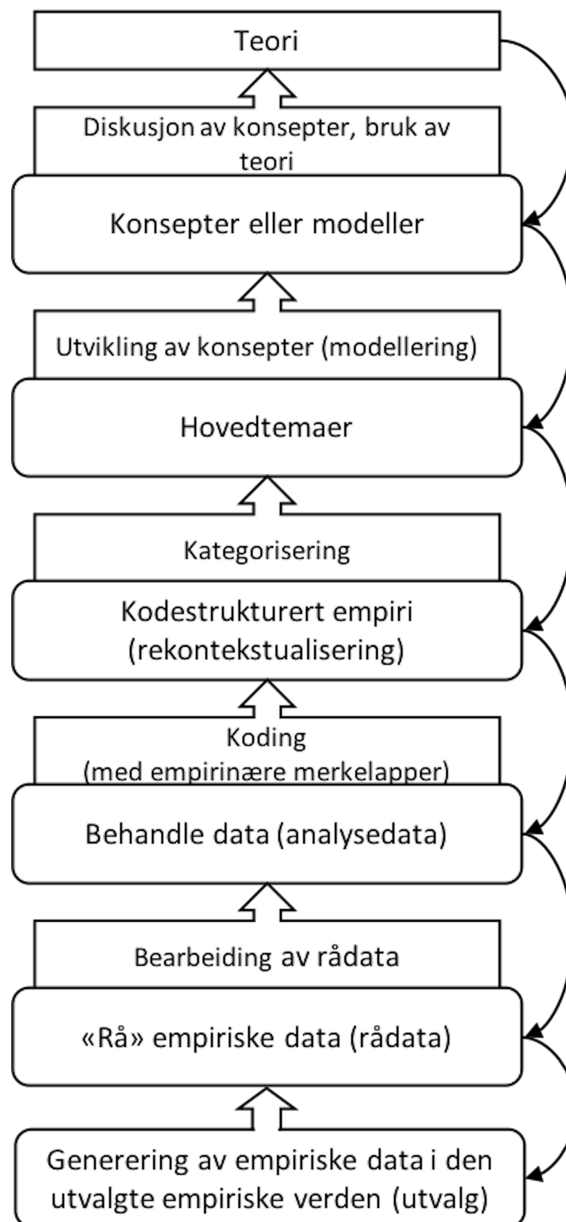 Teori
Diskusjon av konsepter, bruk av
teori
Konsepter eller modeller
Utvikling av konsepter (modellering)
Hovedtemaer
Kategorisering
Kodestrukturert empiri
(rekontekstualisering)
Koding
(med empirinære merkelapper)
Behandle data (analysedata)
Bearbeiding av rådata
«Rå» empiriske data (rådata)
Generering av empiriske data i den
utvalgte empiriske verden (utvalg)